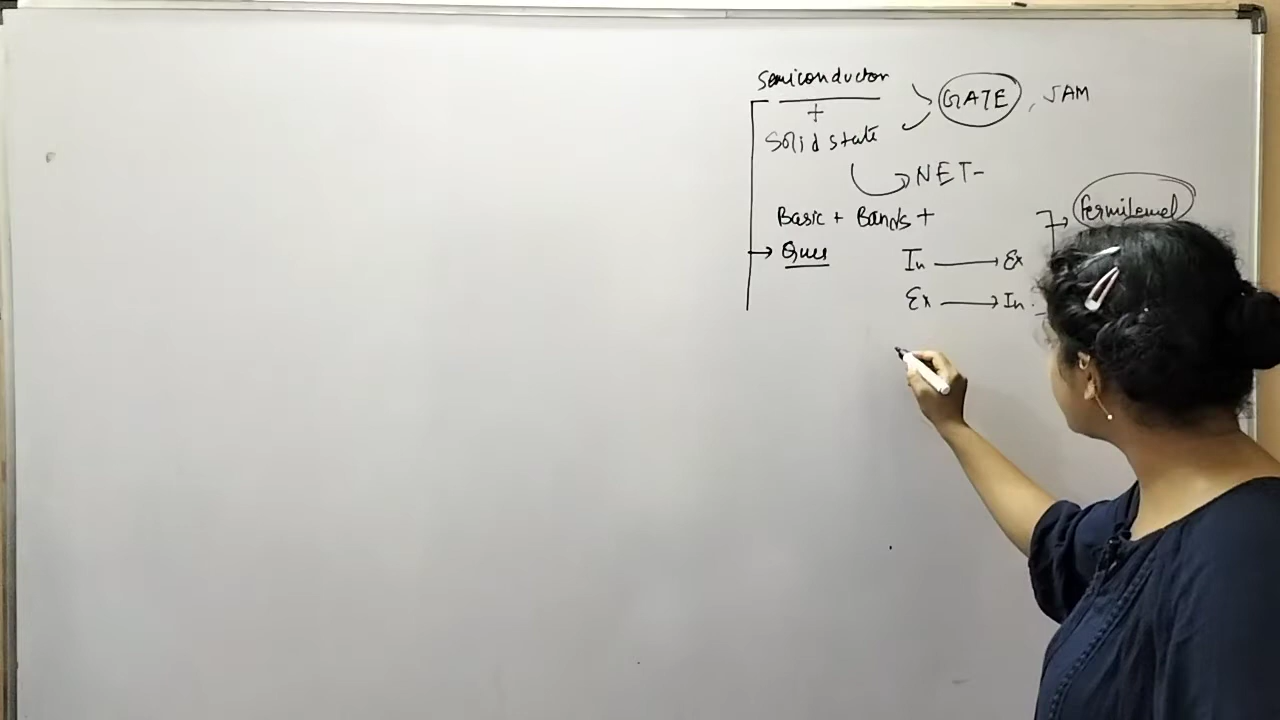 Semiconductor
+
Solid state
GATE, JAM
NET-
Basic + Bands +
Ques
In → Ex
Ex → In
Fermilevel